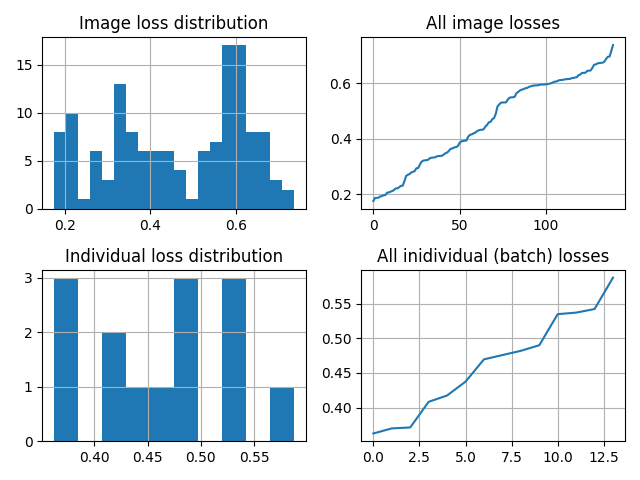 Image loss distribution
15
10
5
0
0.2 0.4 0.6
All image losses
0.6
0.4
0.2
0 50 100
Individual loss distribution
3
2
1
0
0.40 0.45 0.50 0.55
All inidividual (batch) losses
0.55
0.50
0.45
0.40
0.0 2.5 5.0 7.5 10.0 12.5